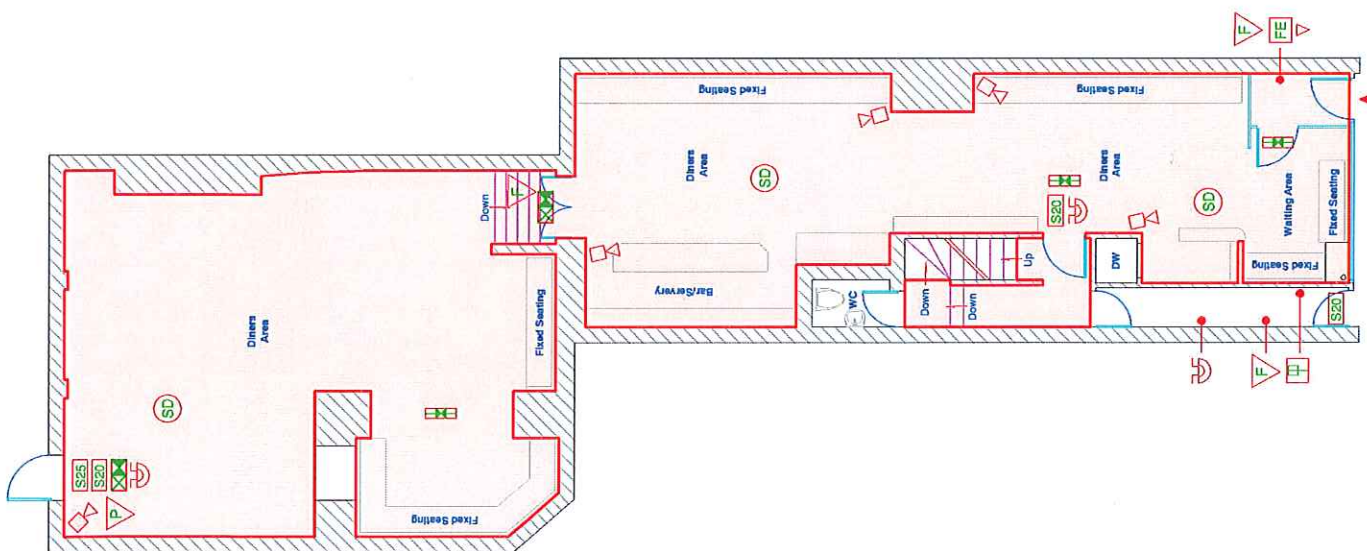 F
FE
Fixed Seating
Fixed Seating
Diners
Area
SD
Diners
Area
F
Down
S20
SD
Waiting Area
Fixed Seating
Fixed Seating
Up
DW
Bar/Servery
WC
Down
Down
S20
F
Diners
Area
Fixed Seating
SD
S25
S20
P
Fixed Seating